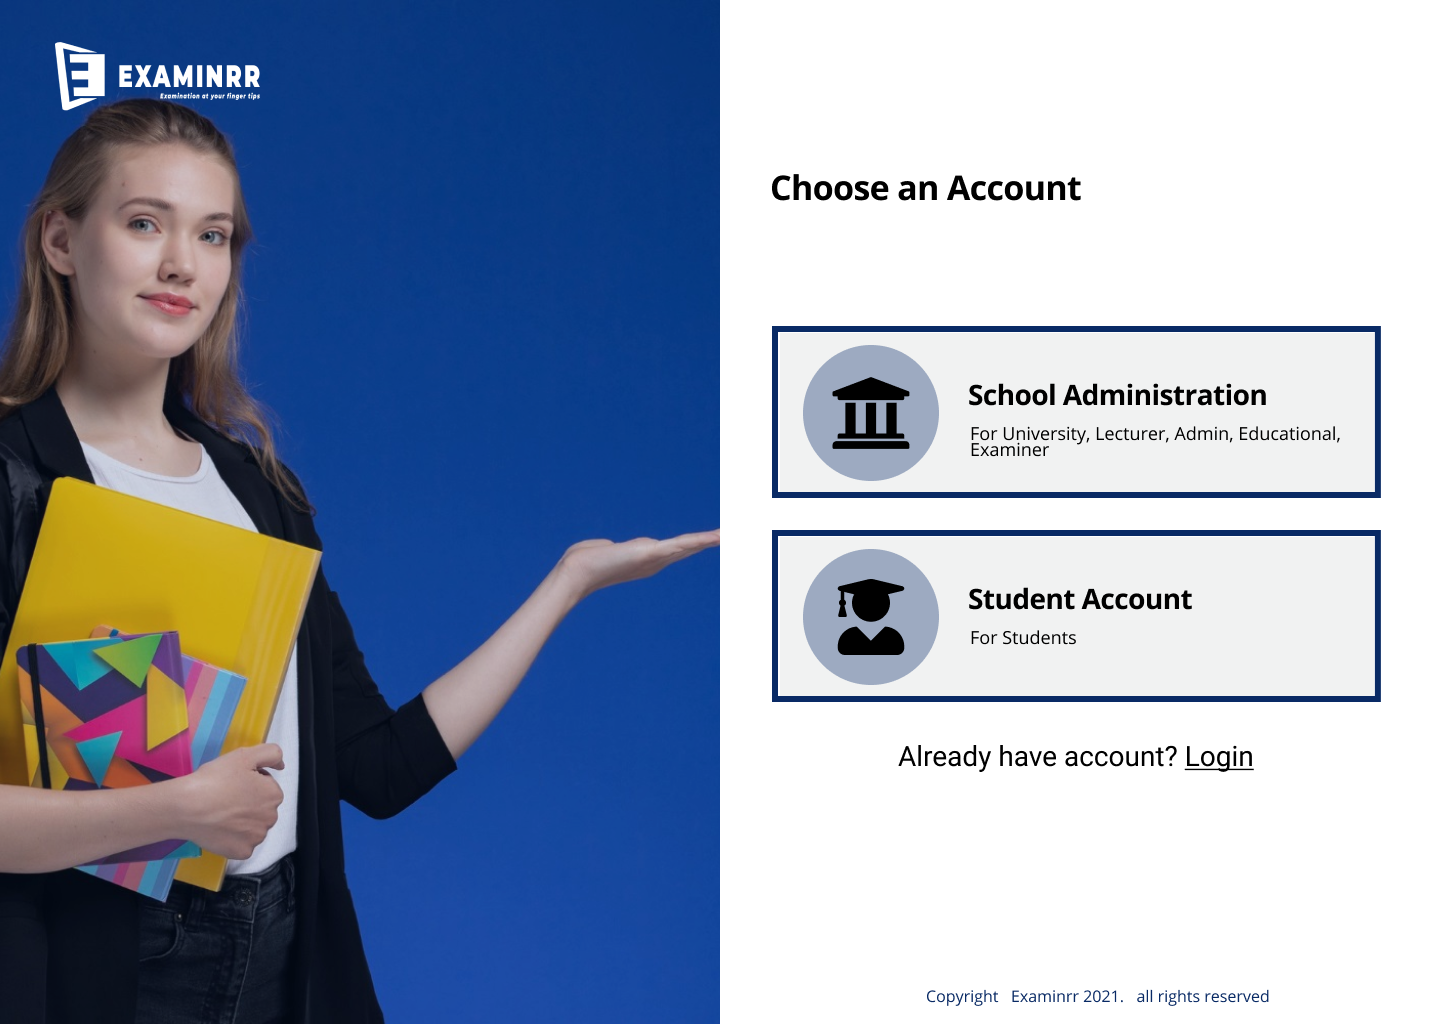 EXAMINRR
Examination at your finger tips
Choose an Account
School Administration
For University, Lecturer, Admin, Educational,
Examiner
Student Account
For Students
Already have account? Login
Copyright Examinrr 2021. all rights reserved